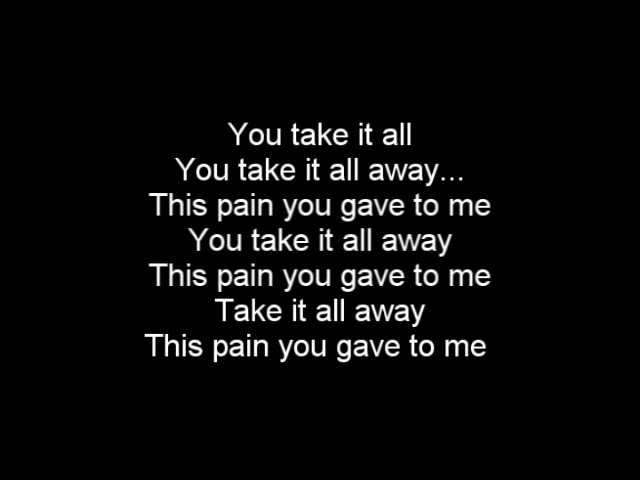 You take it all
You take it all away...
This pain you gave to me
You take it all away
This pain you gave to me
Take it all away
This pain you gave to me